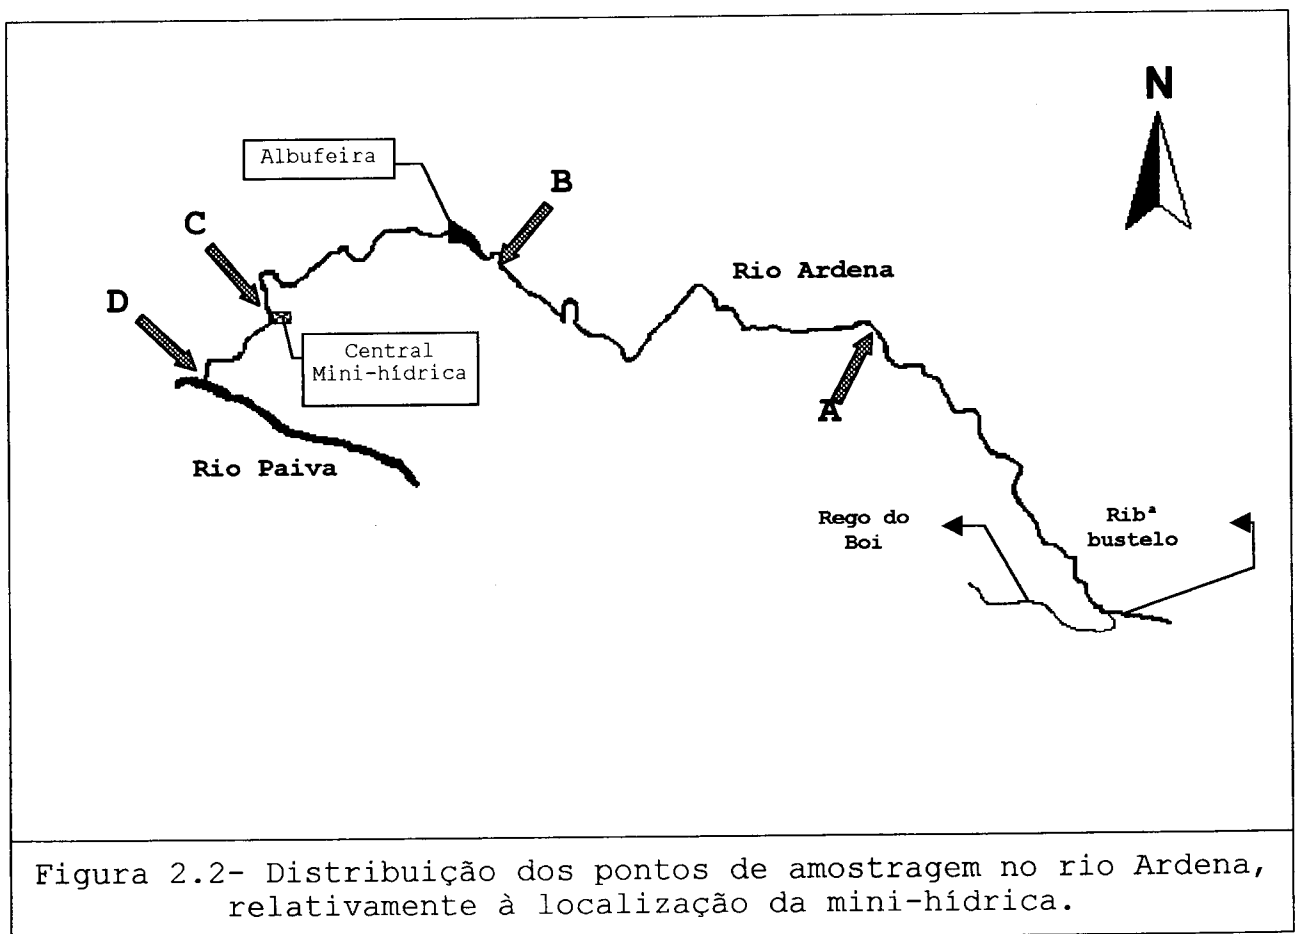 N
Albufeira
B
C
Rio Ardena
D
Central
Mini-hídrica
A
Rio Paiva
Rego do
Boi
Ribª
bustelo
Figura 2.2- Distribuição dos pontos de amostragem no rio Ardena,
relativamente à localização da mini-hídrica.